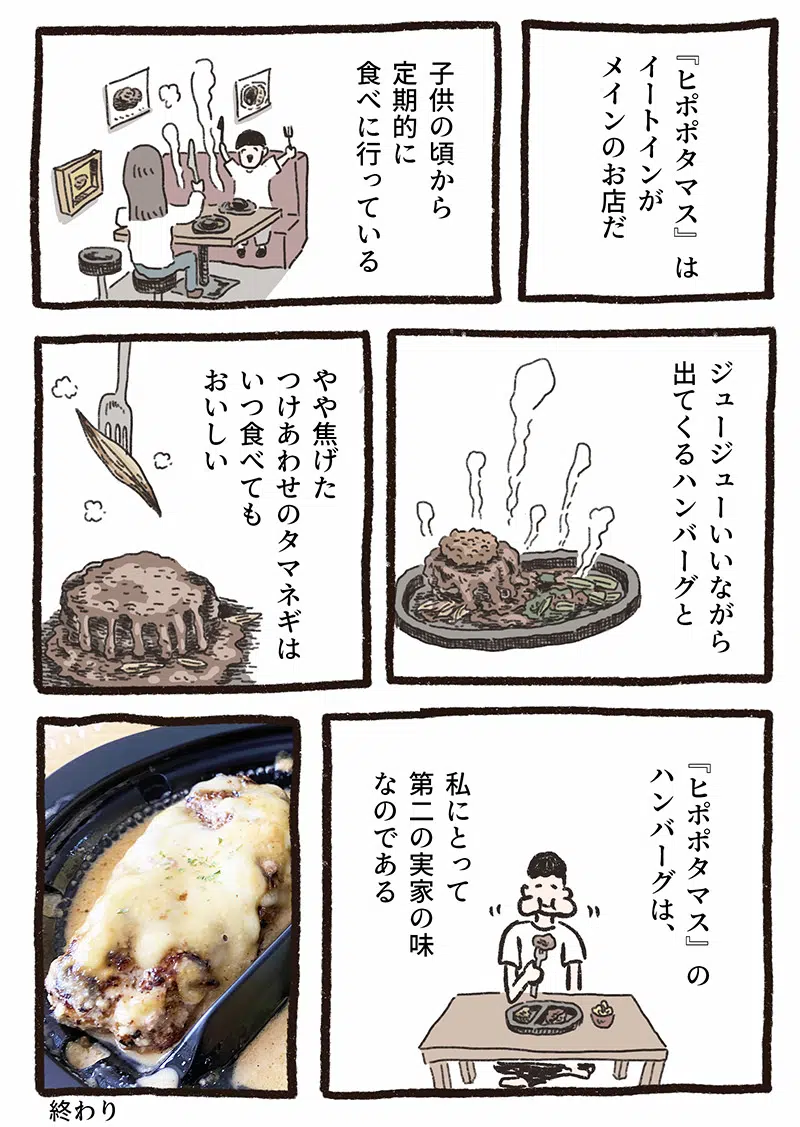 『ヒポポタマス』は
イートインが
メインのお店だ
子供の頃から
定期的に
食べに行っている
ジュージューいいながら
出てくるハンバーグと
やや焦げた
つけあわせのタマネギは
いつ食べても
おいしい
『ヒポポタマス』の
ハンバーグは、
私にとって
第二の実家の味
なのである
終わり